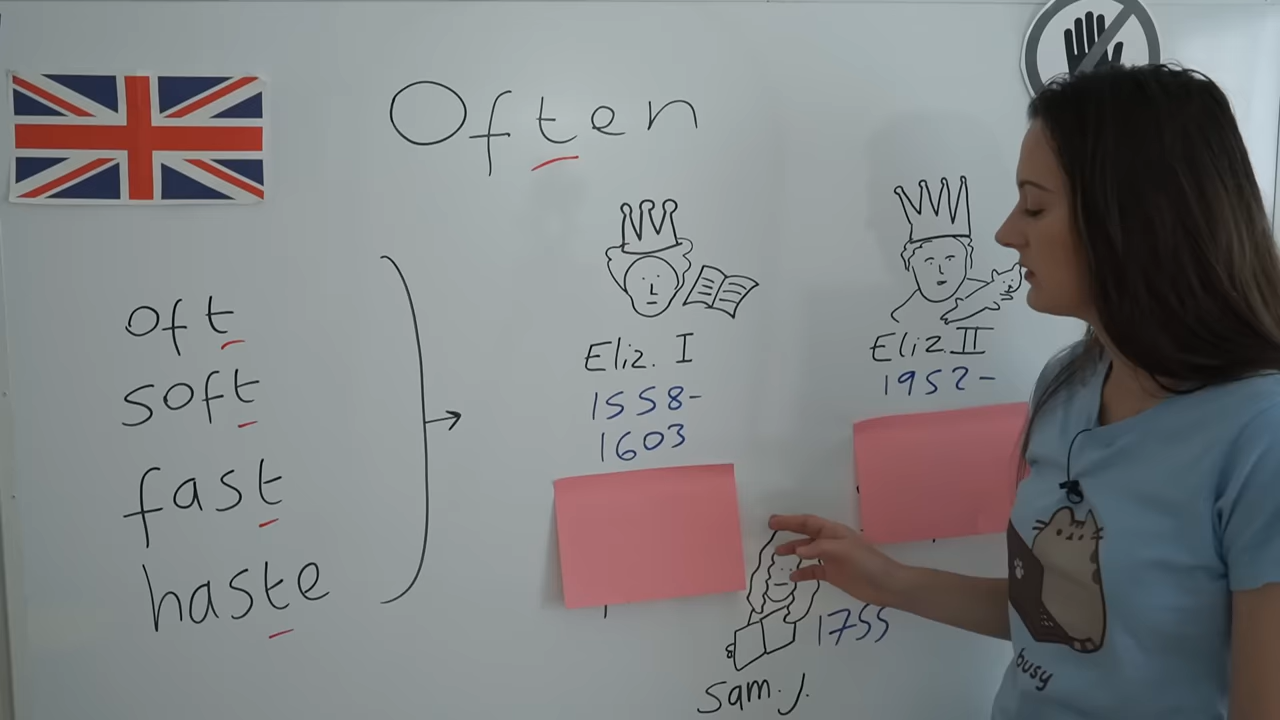 Often
oft
soft
fast
haste
Eliz. I
1558-
1603
Eliz. II
1952-
1755
Sam. J.
busy